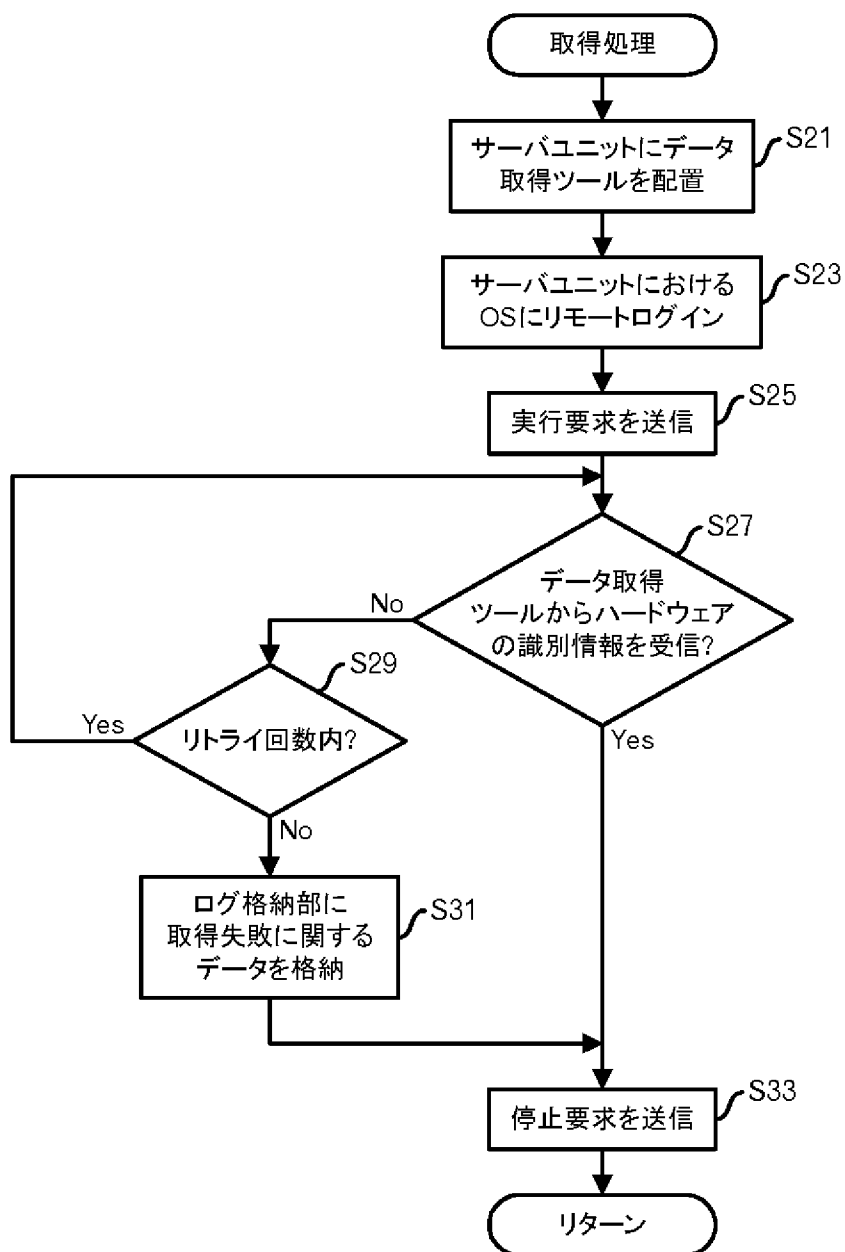 取得処理
サーバユニットにデータ
取得ツールを配置
S21
サーバユニットにおける
OSにリモートログイン
S23
実行要求を送信
S25
データ取得
ツールからハードウェア
の識別情報を受信?
S27
No
Yes
リトライ回数内?
S29
Yes
No
ログ格納部に
取得失敗に関する
データを格納
S31
停止要求を送信
S33
リターン